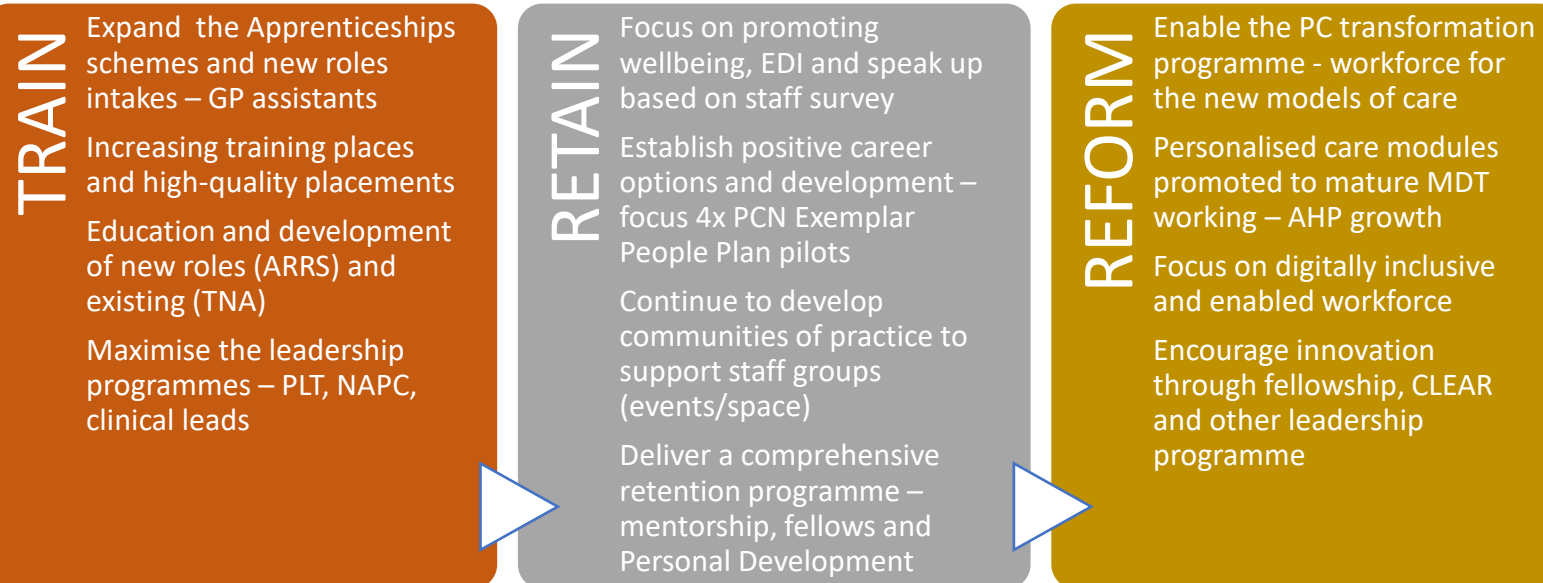 TRAIN
Expand  the Apprenticeships
schemes and new roles
intakes – GP assistants
Increasing training places
and high-quality placements
Education and development
of new roles (ARRS) and
existing (TNA)
Maximise the leadership
programmes – PLT, NAPC,
clinical leads
RETAIN
Focus on promoting
wellbeing, EDI and speak up
based on staff survey
Establish positive career
options and development –
focus 4x PCN Exemplar
People Plan pilots
Continue to develop
communities of practice to
support staff groups
(events/space)
Deliver a comprehensive
retention programme –
mentorship, fellows and
Personal Development
REFORM
Enable the PC transformation
programme - workforce for
the new models of care
Personalised care modules
promoted to mature MDT
working – AHP growth
Focus on digitally inclusive
and enabled workforce
Encourage innovation
through fellowship, CLEAR
and other leadership
programme